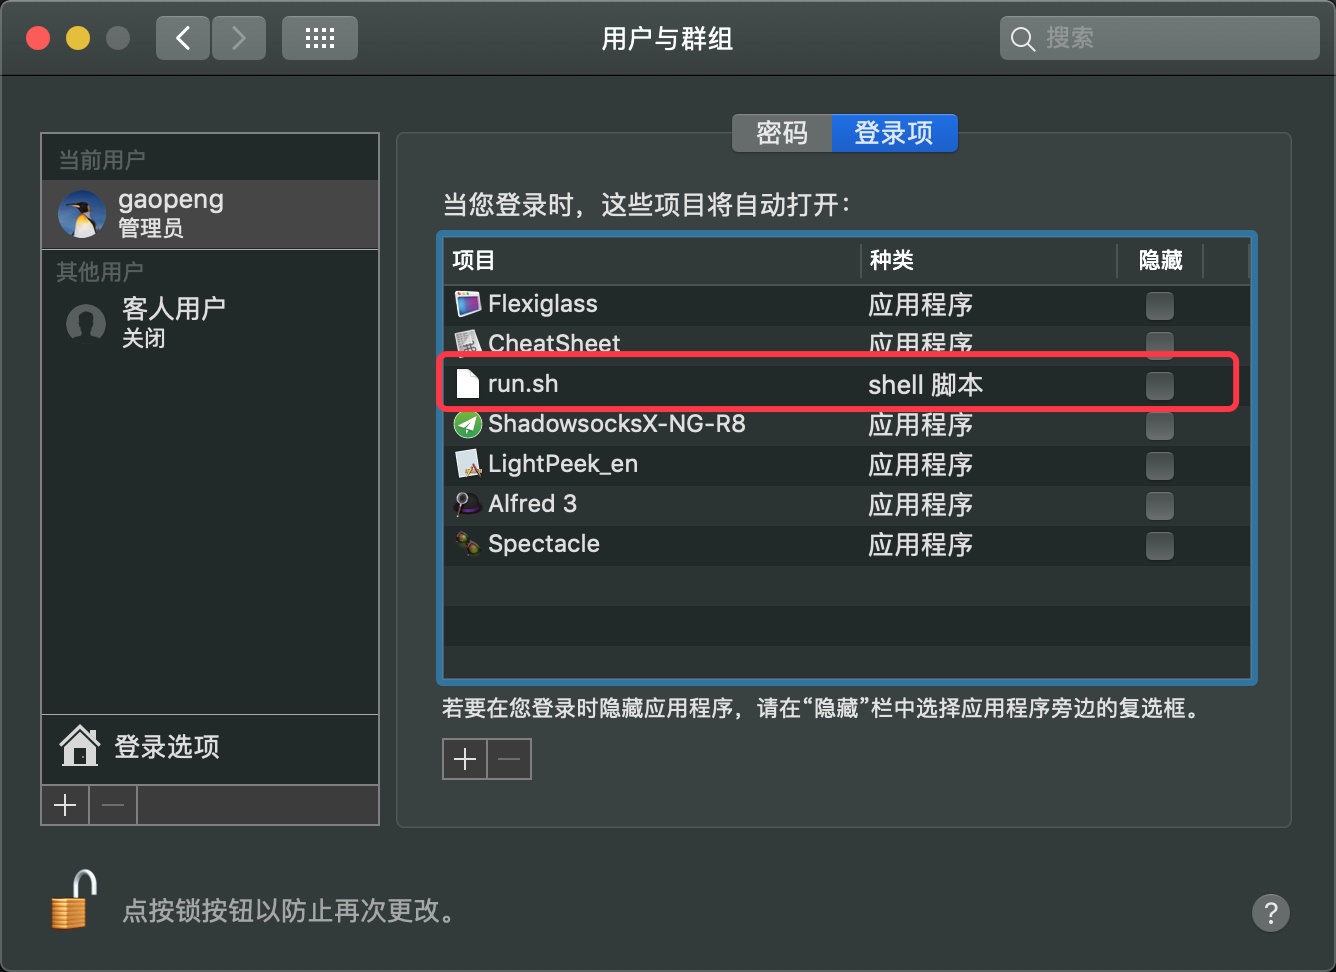 用户与群组
搜索
密码
登录项
当前用户
gaopeng
管理员
其他用户
客人用户
关闭
登录选项
当您登录时，这些项目将自动打开：
项目 种类 隐藏
Flexiglass 应用程序
CheatSheet 应用程序
run.sh shell 脚本
ShadowsocksX-NG-R8 应用程序
LightPeek_en 应用程序
Alfred 3 应用程序
Spectacle 应用程序
若要在您登录时隐藏应用程序，请在“隐藏”栏中选择应用程序旁边的复选框。
点按锁按钮以防止再次更改。
?